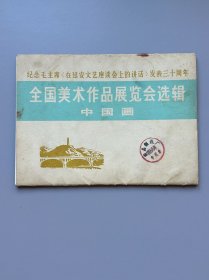 纪念毛主席《在延安文艺座谈会上的讲话》发表三十周年
全国美术作品展览会选辑
中国画